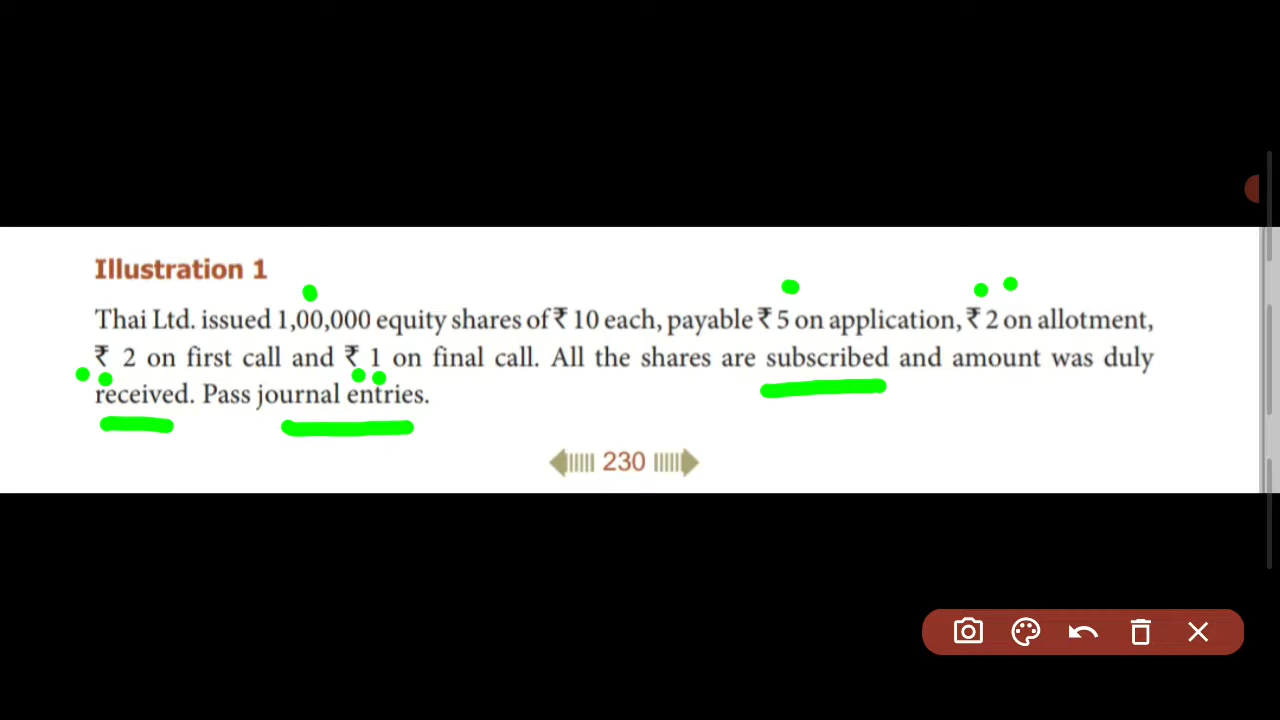 Illustration 1
Thai Ltd. issued 1,00,000 equity shares of ₹ 10 each, payable ₹ 5 on application, ₹ 2 on allotment,
₹ 2 on first call and ₹ 1 on final call. All the shares are subscribed and amount was duly
received. Pass journal entries.
230